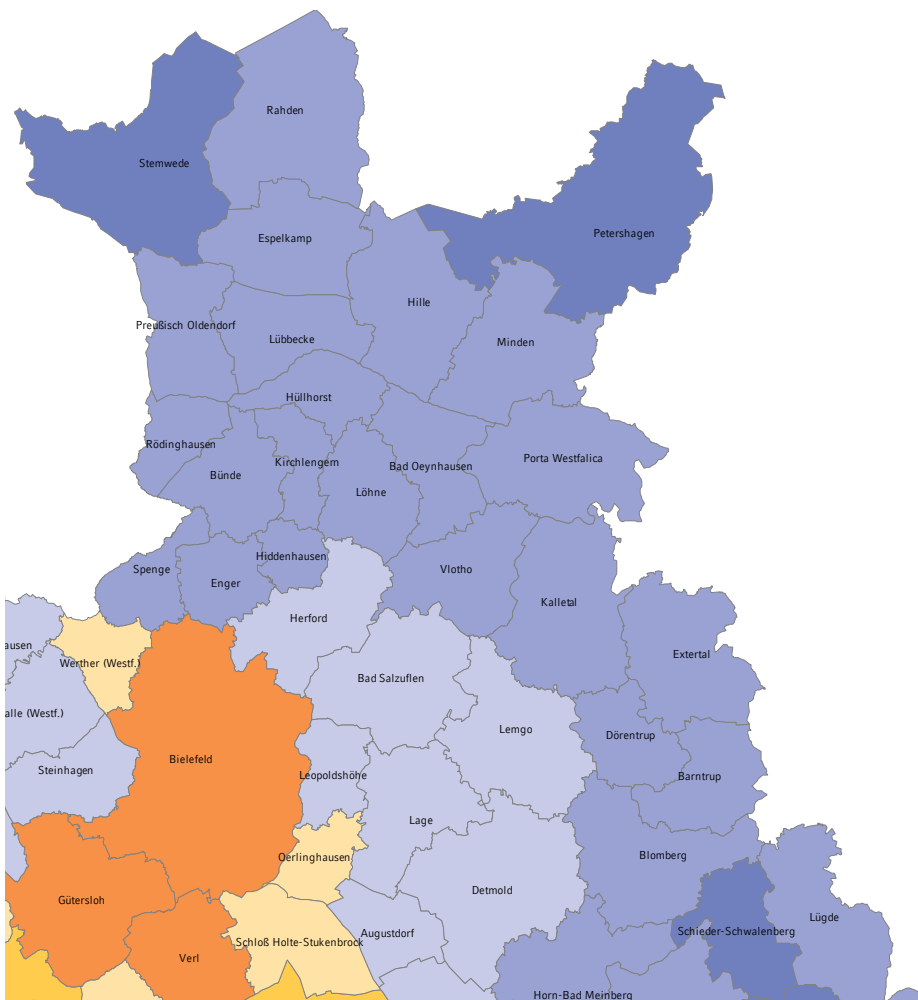 Rahden
Stemwede
Petershagen
Espelkamp
Hille
Preußisch Oldendorf
Lübbecke
Minden
Hüllhorst
Rödinghausen
Kirchlengern
Bad Oeynhausen
Porta Westfalica
Bünde
Löhne
Hiddenhausen
Spenge
Enger
Vlotho
Kalletal
Herford
ausen
Werther (Westf.)
Extertal
Bad Salzuflen
alle (Westf.)
Lemgo
Dörentrup
Bielefeld
Steinhagen
Leopoldshöhe
Barntrup
Lage
Oerlinghausen
Blomberg
Detmold
Gütersloh
Lügde
Augustdorf
Schieder-Schwalenberg
Schloß Holte-Stukenbrock
Verl
Horn-Bad Meinberg